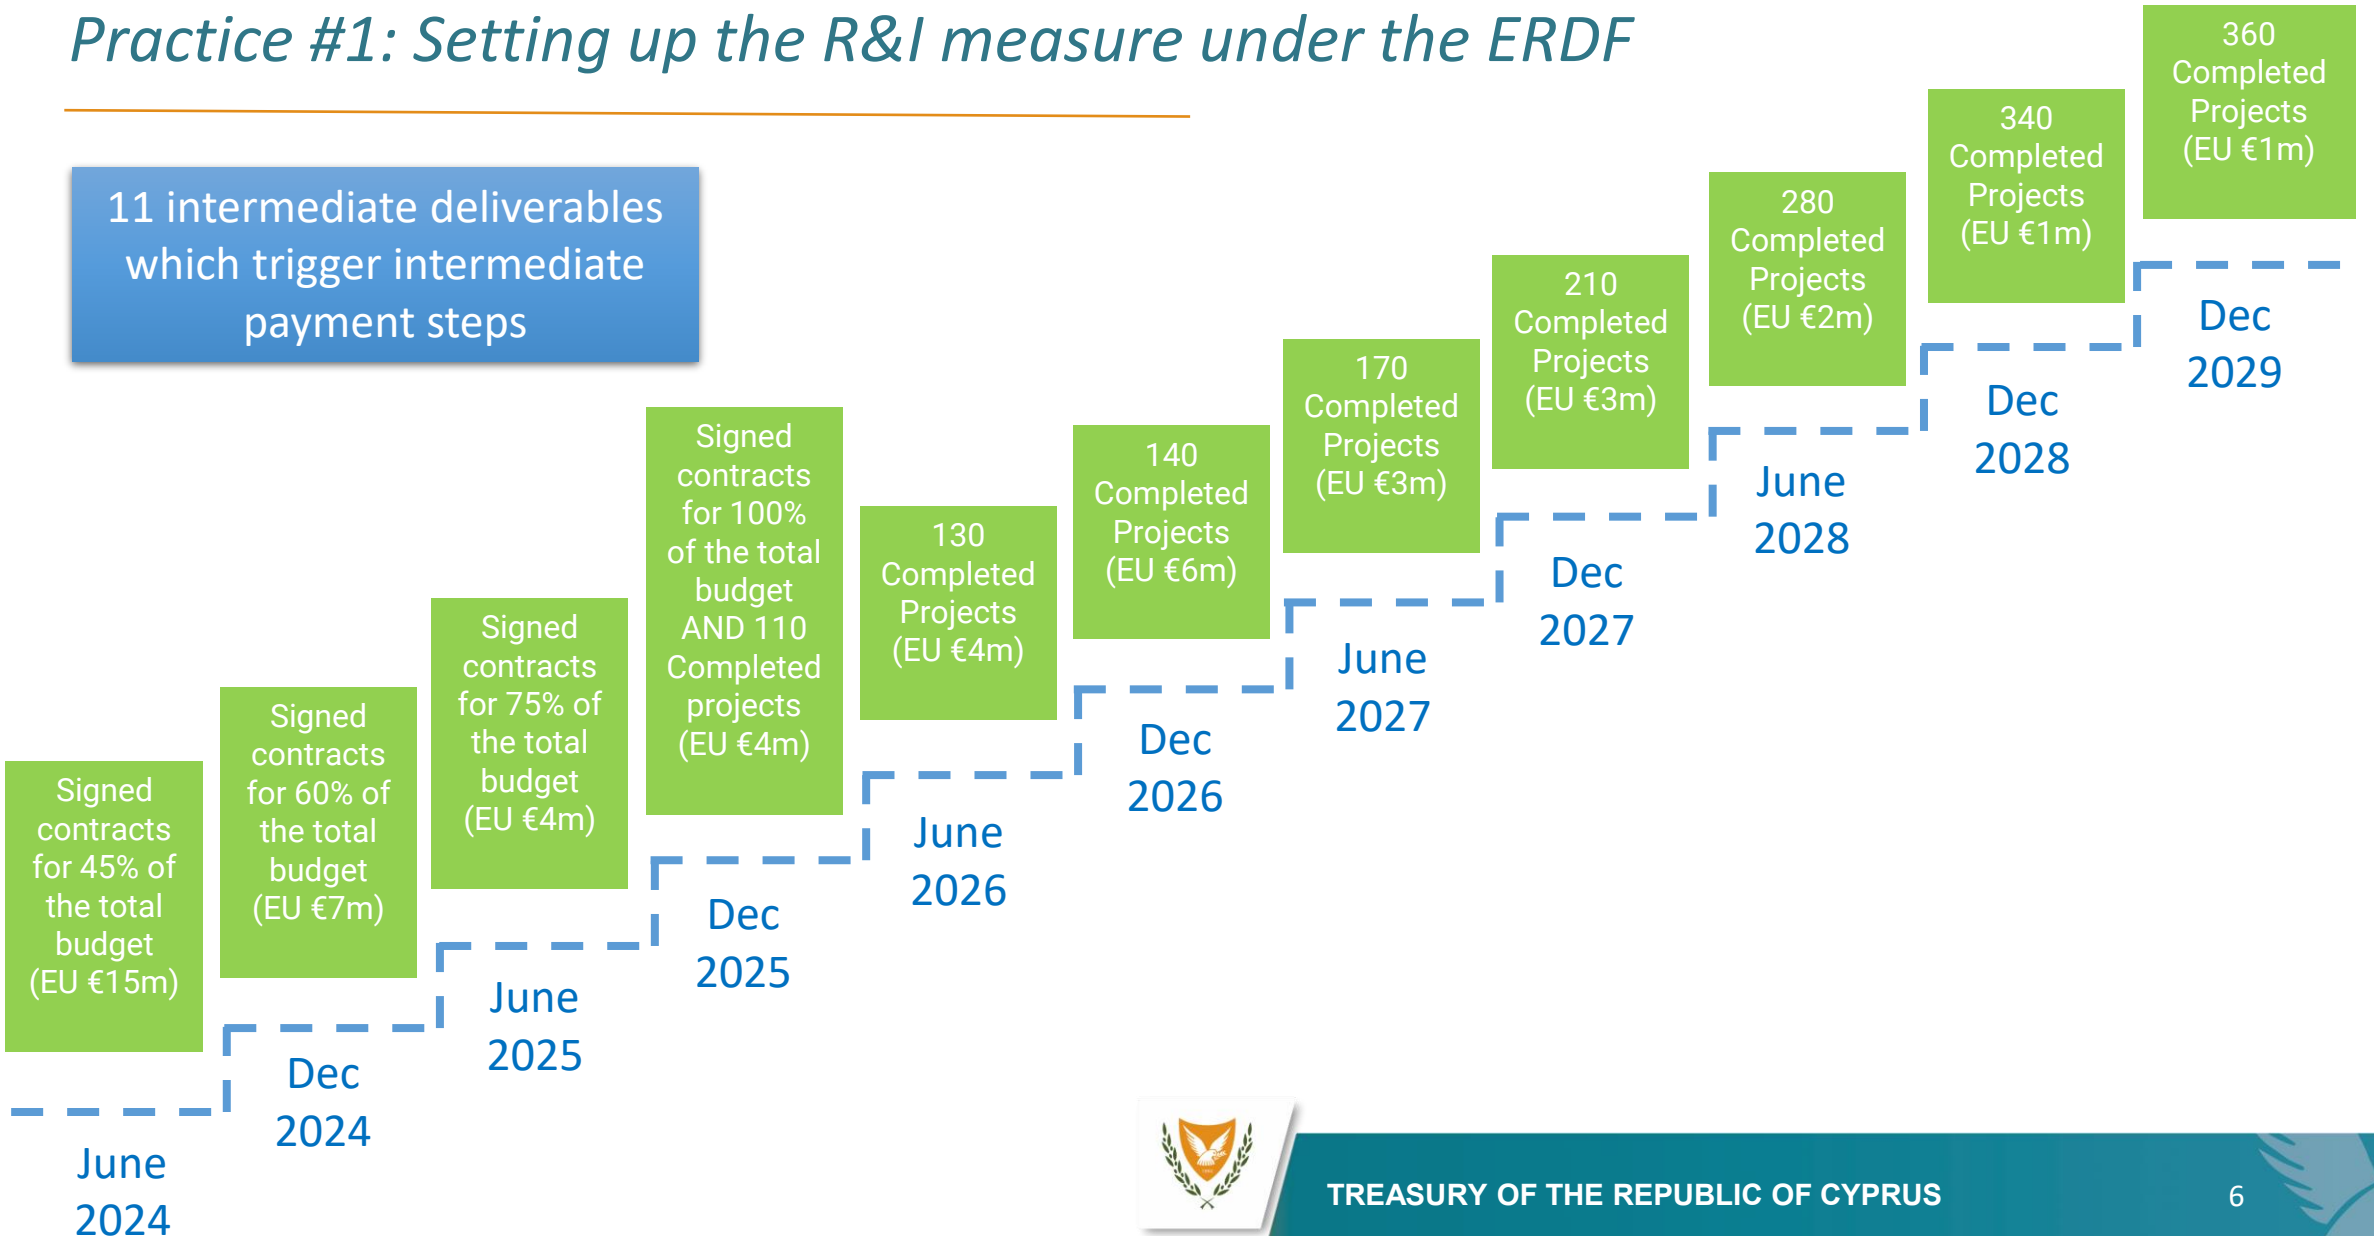 Practice #1: Setting up the R&I measure under the ERDF
11 intermediate deliverables
which trigger intermediate
payment steps
Signed
contracts
for 45% of
the total
budget
(EU €15m)
June
2024
Signed
contracts
for 60% of
the total
budget
(EU €7m)
Dec
2024
Signed
contracts
for 75% of
the total
budget
(EU €4m)
June
2025
Signed
contracts
for 100%
of the total
budget
AND 110
Completed
projects
(EU €4m)
Dec
2025
130
Completed
Projects
(EU €4m)
June
2026
140
Completed
Projects
(EU €6m)
Dec
2026
170
Completed
Projects
(EU €3m)
June
2027
210
Completed
Projects
(EU €3m)
Dec
2027
280
Completed
Projects
(EU €2m)
June
2028
340
Completed
Projects
(EU €1m)
Dec
2028
360
Completed
Projects
(EU €1m)
Dec
2029
TREASURY OF THE REPUBLIC OF CYPRUS
6